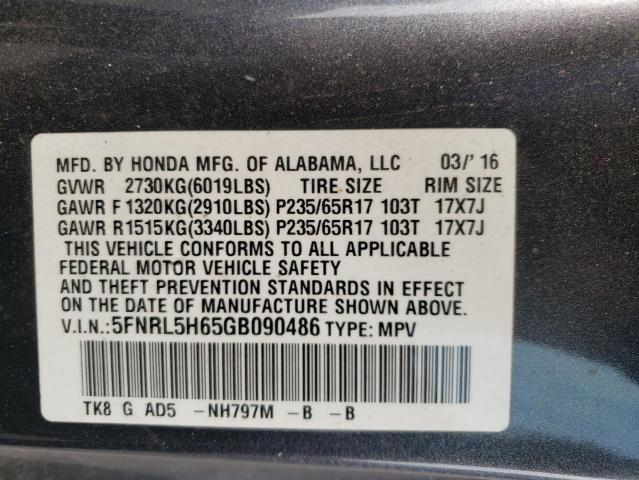 MFD. BY HONDA MFG. OF ALABAMA, LLC 03/'16
GVWR 2730KG(6019LBS) TIRE SIZE RIM SIZE
GAWR F 1320KG(2910LBS) P235/65R17 103T 17X7J
GAWR R 1515KG(3340LBS) P235/65R17 103T 17X7J
THIS VEHICLE CONFORMS TO ALL APPLICABLE
FEDERAL MOTOR VEHICLE SAFETY
AND THEFT PREVENTION STANDARDS IN EFFECT
ON THE DATE OF MANUFACTURE SHOWN ABOVE.
V.I.N.:5FNRL5H65GB090486 TYPE: MPV
TK8 G AD5 -NH797M -B -B